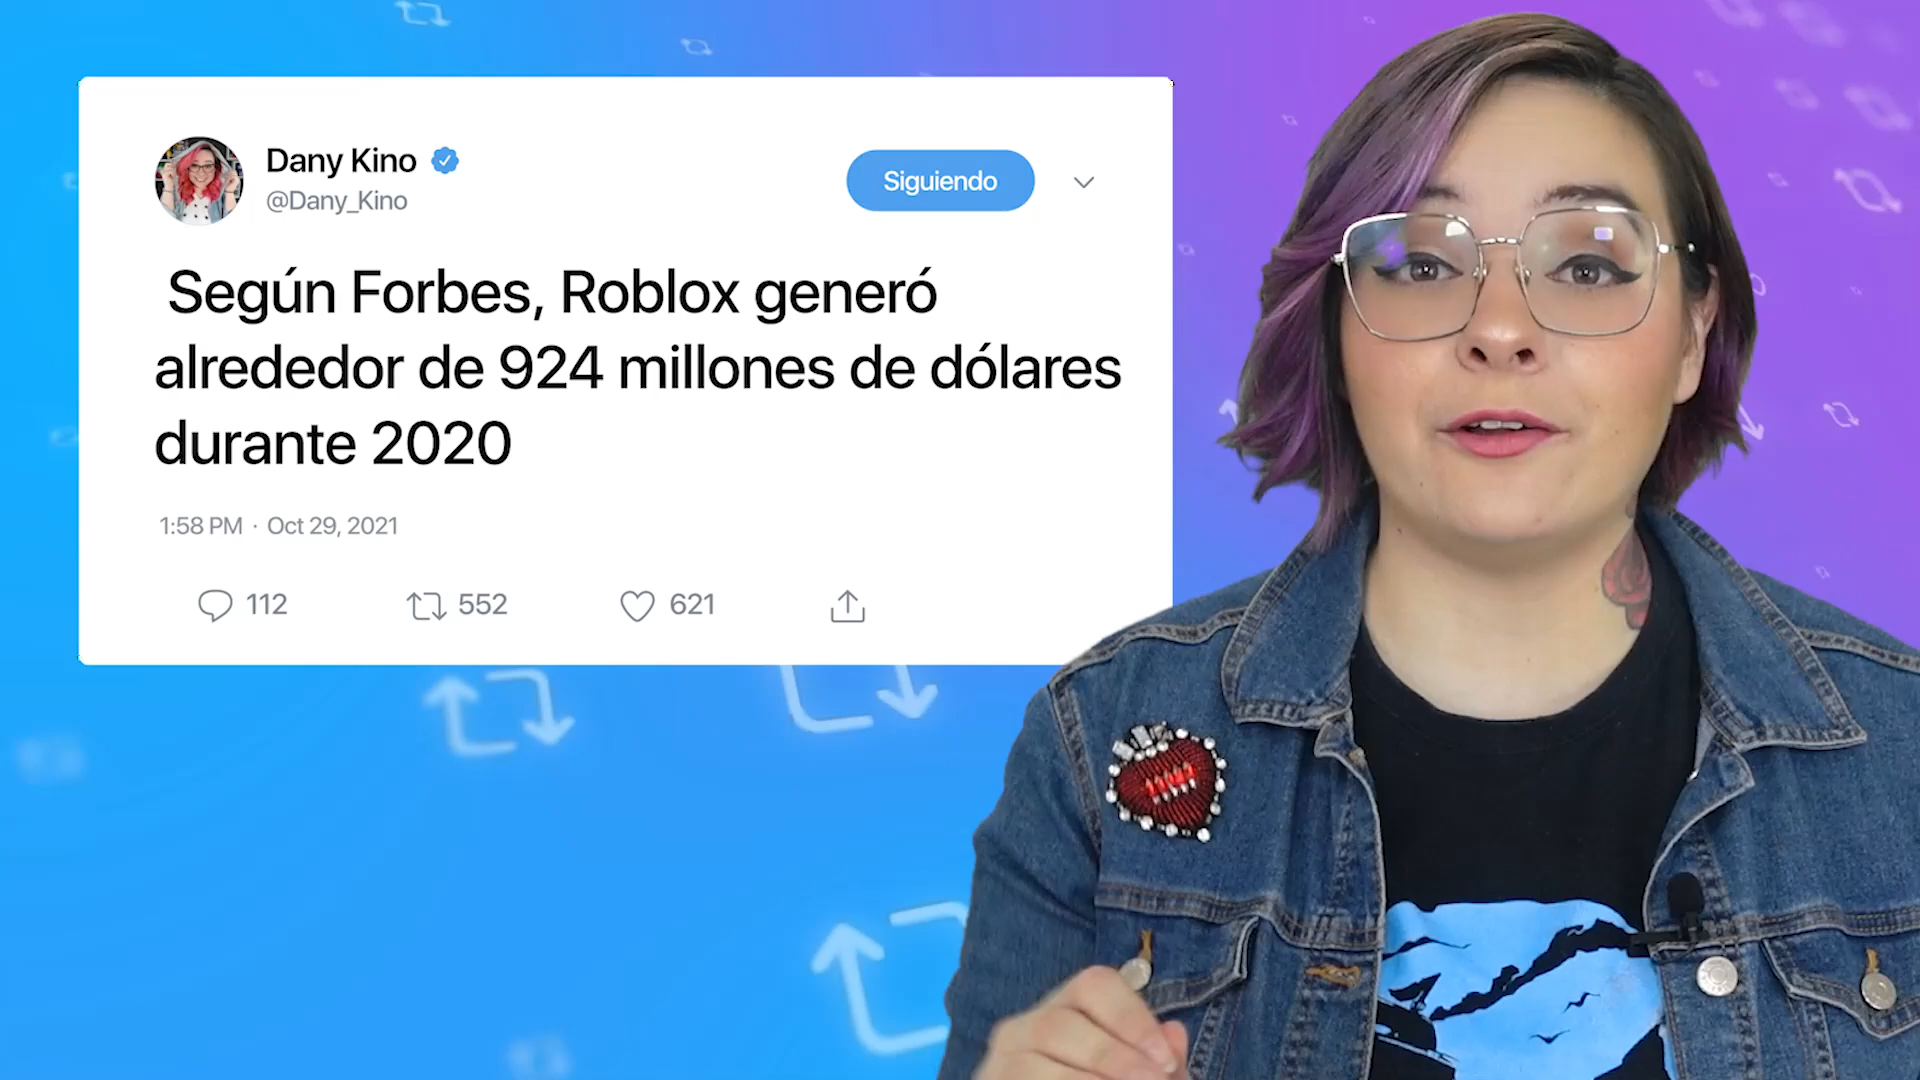 Dany Kino
@Dany_Kino
Siguiendo
Según Forbes, Roblox generó
alrededor de 924 millones de dólares
durante 2020
1:58 PM · Oct 29, 2021
112
552
621